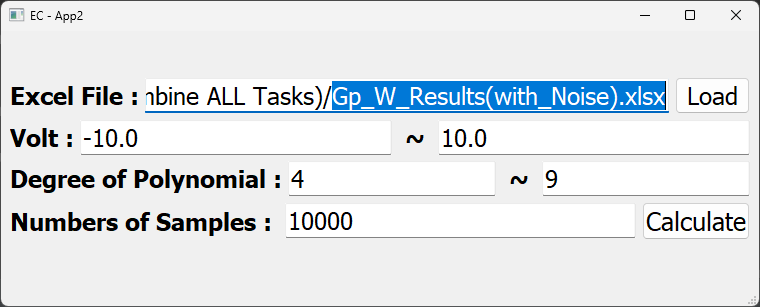 EC - App2
Excel File : mbine ALL Tasks)/Gp_W_Results(with_Noise).xlsx Load
Volt : -10.0 ~ 10.0
Degree of Polynomial : 4 ~ 9
Numbers of Samples : 10000 Calculate